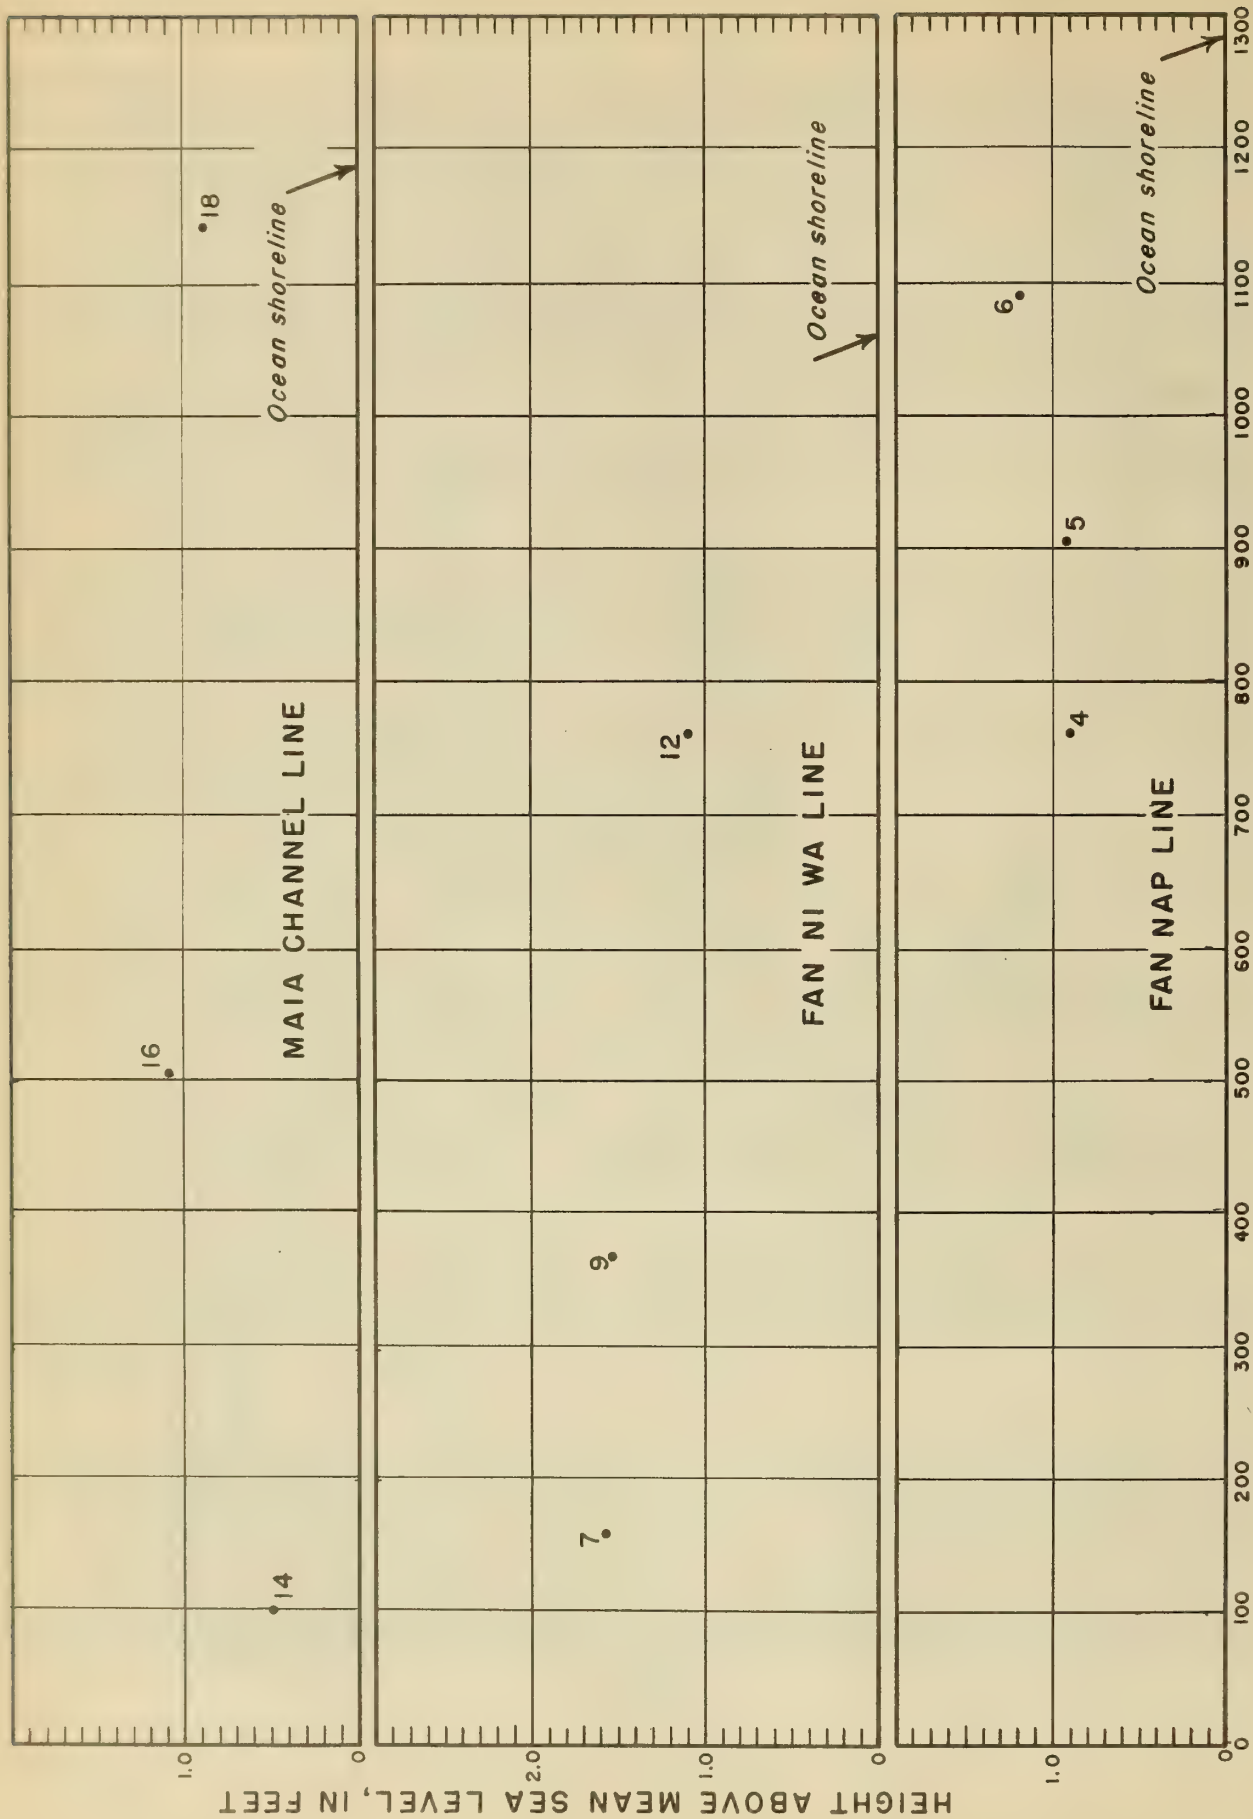 HEIGHT ABOVE MEAN SEA LEVEL, IN FEET
1.0
0
14
16
18
MAIA CHANNEL LINE
Ocean shoreline
2.0
1.0
0
7
9
12
FAN NI WA LINE
Ocean shoreline
1.0
0
4
5
6
FAN NAP LINE
Ocean shoreline
0 100 200 300 400 500 600 700 800 900 1000 1100 1200 1300